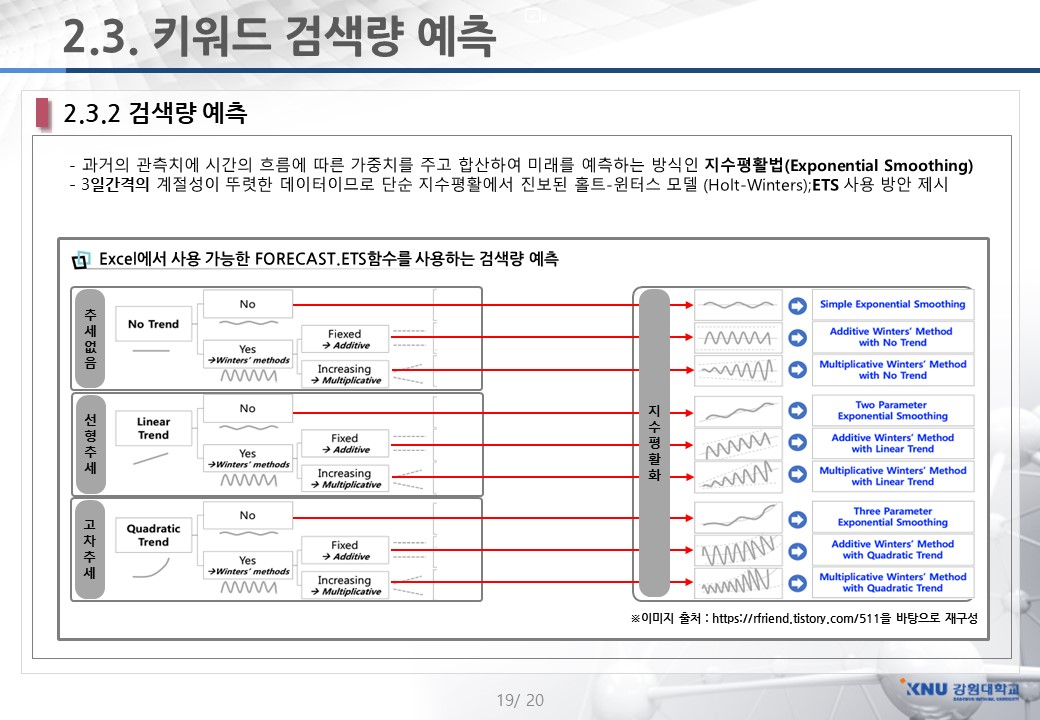 2.3. 키워드 검색량 예측
2.3.2 검색량 예측
- 과거의 관측치에 시간의 흐름에 따른 가중치를 주고 합산하여 미래를 예측하는 방식인 지수평활법(Exponential Smoothing)
- 3일간격의 계절성이 뚜렷한 데이터이므로 단순 지수평활에서 진보된 홀트-윈터스 모델 (Holt-Winters);ETS 사용 방안 제시
Excel에서 사용 가능한 FORECAST.ETS함수를 사용하는 검색량 예측
추세없음
No Trend
No
Yes
→Winters' methods
Fiexed
→ Additive
Increasing
→ Multiplicative
선형추세
Linear
Trend
No
Yes
→Winters' methods
Fixed
→ Additive
Increasing
→ Multiplicative
고차추세
Quadratic
Trend
No
Yes
→Winters' methods
Fixed
→ Additive
Increasing
→ Multiplicative
지수평활화
Simple Exponential Smoothing
Additive Winters' Method
with No Trend
Multiplicative Winters' Method
with No Trend
Two Parameter
Exponential Smoothing
Additive Winters' Method
with Linear Trend
Multiplicative Winters' Method
with Linear Trend
Three Parameter
Exponential Smoothing
Additive Winters' Method
with Quadratic Trend
Multiplicative Winters' Method
with Quadratic Trend
※이미지 출처 : https://rfriend.tistory.com/511을 바탕으로 재구성
19/ 20
KNU 강원대학교